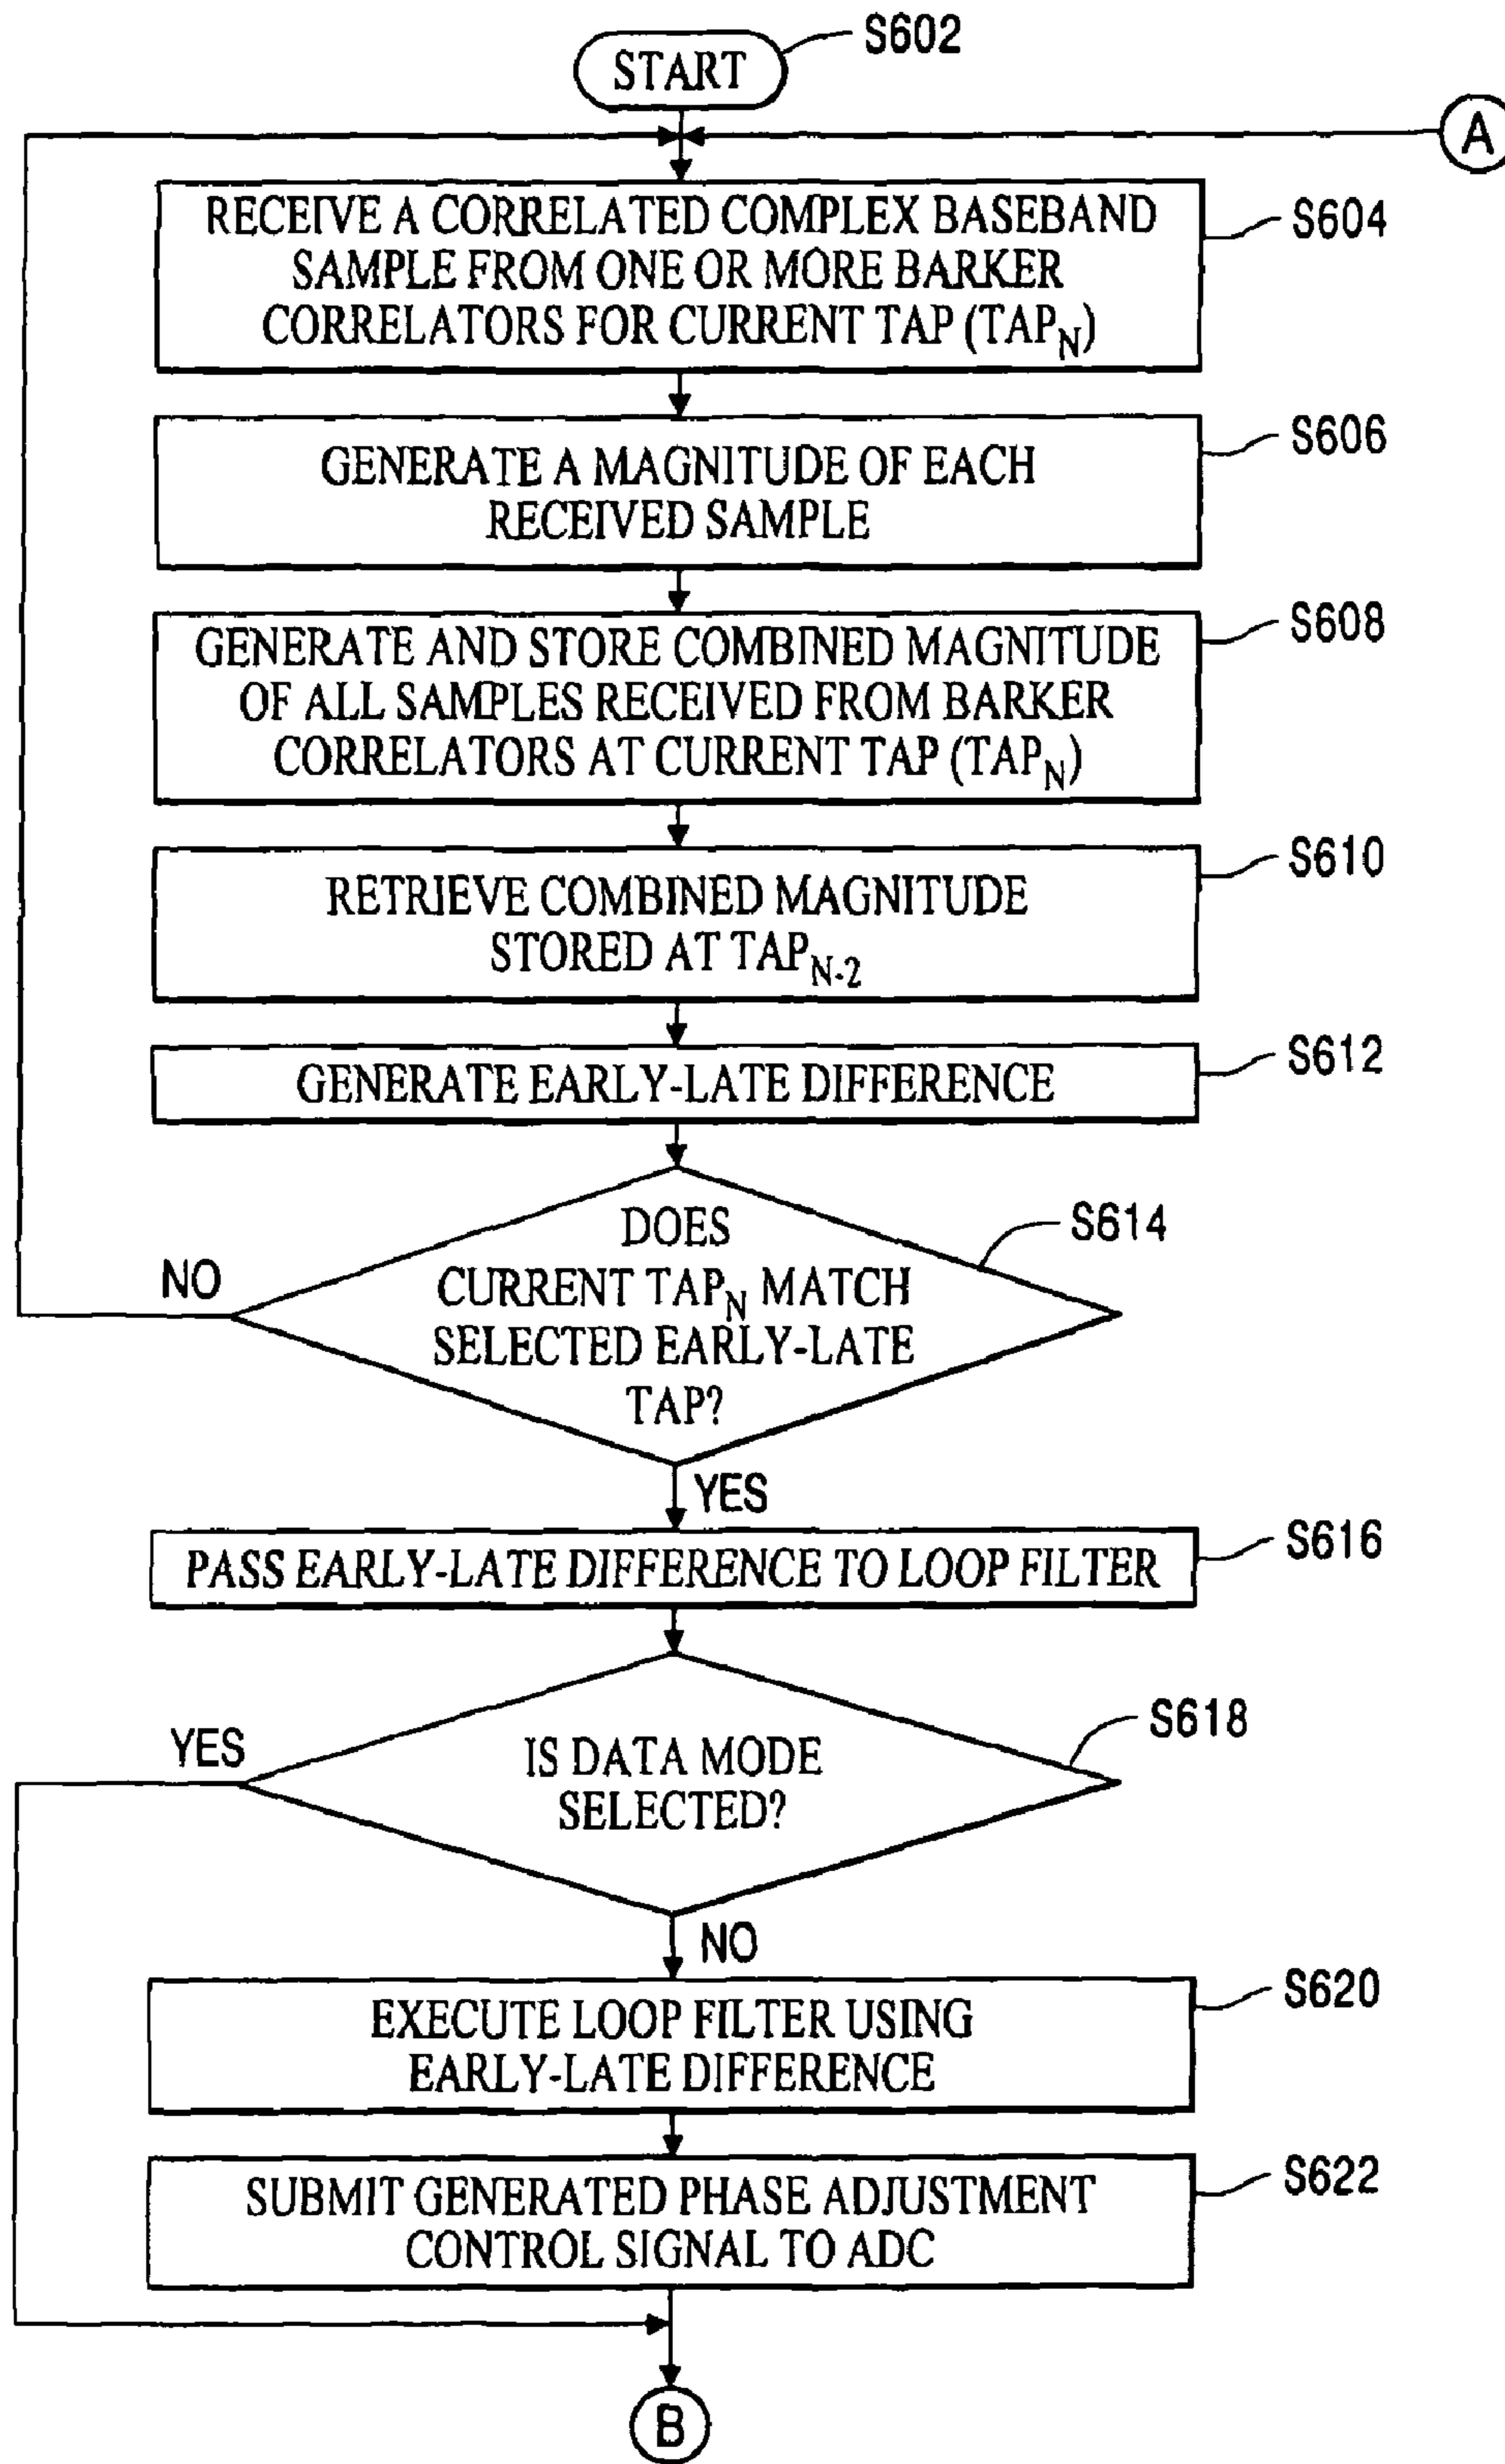 START
S602
A
RECEIVE A CORRELATED COMPLEX BASEBAND
SAMPLE FROM ONE OR MORE BARKER
CORRELATORS FOR CURRENT TAP (TAP_N)
S604
GENERATE A MAGNITUDE OF EACH
RECEIVED SAMPLE
S606
GENERATE AND STORE COMBINED MAGNITUDE
OF ALL SAMPLES RECEIVED FROM BARKER
CORRELATORS AT CURRENT TAP (TAP_N)
S608
RETRIEVE COMBINED MAGNITUDE
STORED AT TAP_N-2
S610
GENERATE EARLY-LATE DIFFERENCE
S612
DOES
CURRENT TAP_N MATCH
SELECTED EARLY-LATE
TAP?
S614
NO
YES
PASS EARLY-LATE DIFFERENCE TO LOOP FILTER
S616
IS DATA MODE
SELECTED?
S618
YES
NO
EXECUTE LOOP FILTER USING
EARLY-LATE DIFFERENCE
S620
SUBMIT GENERATED PHASE ADJUSTMENT
CONTROL SIGNAL TO ADC
S622
B